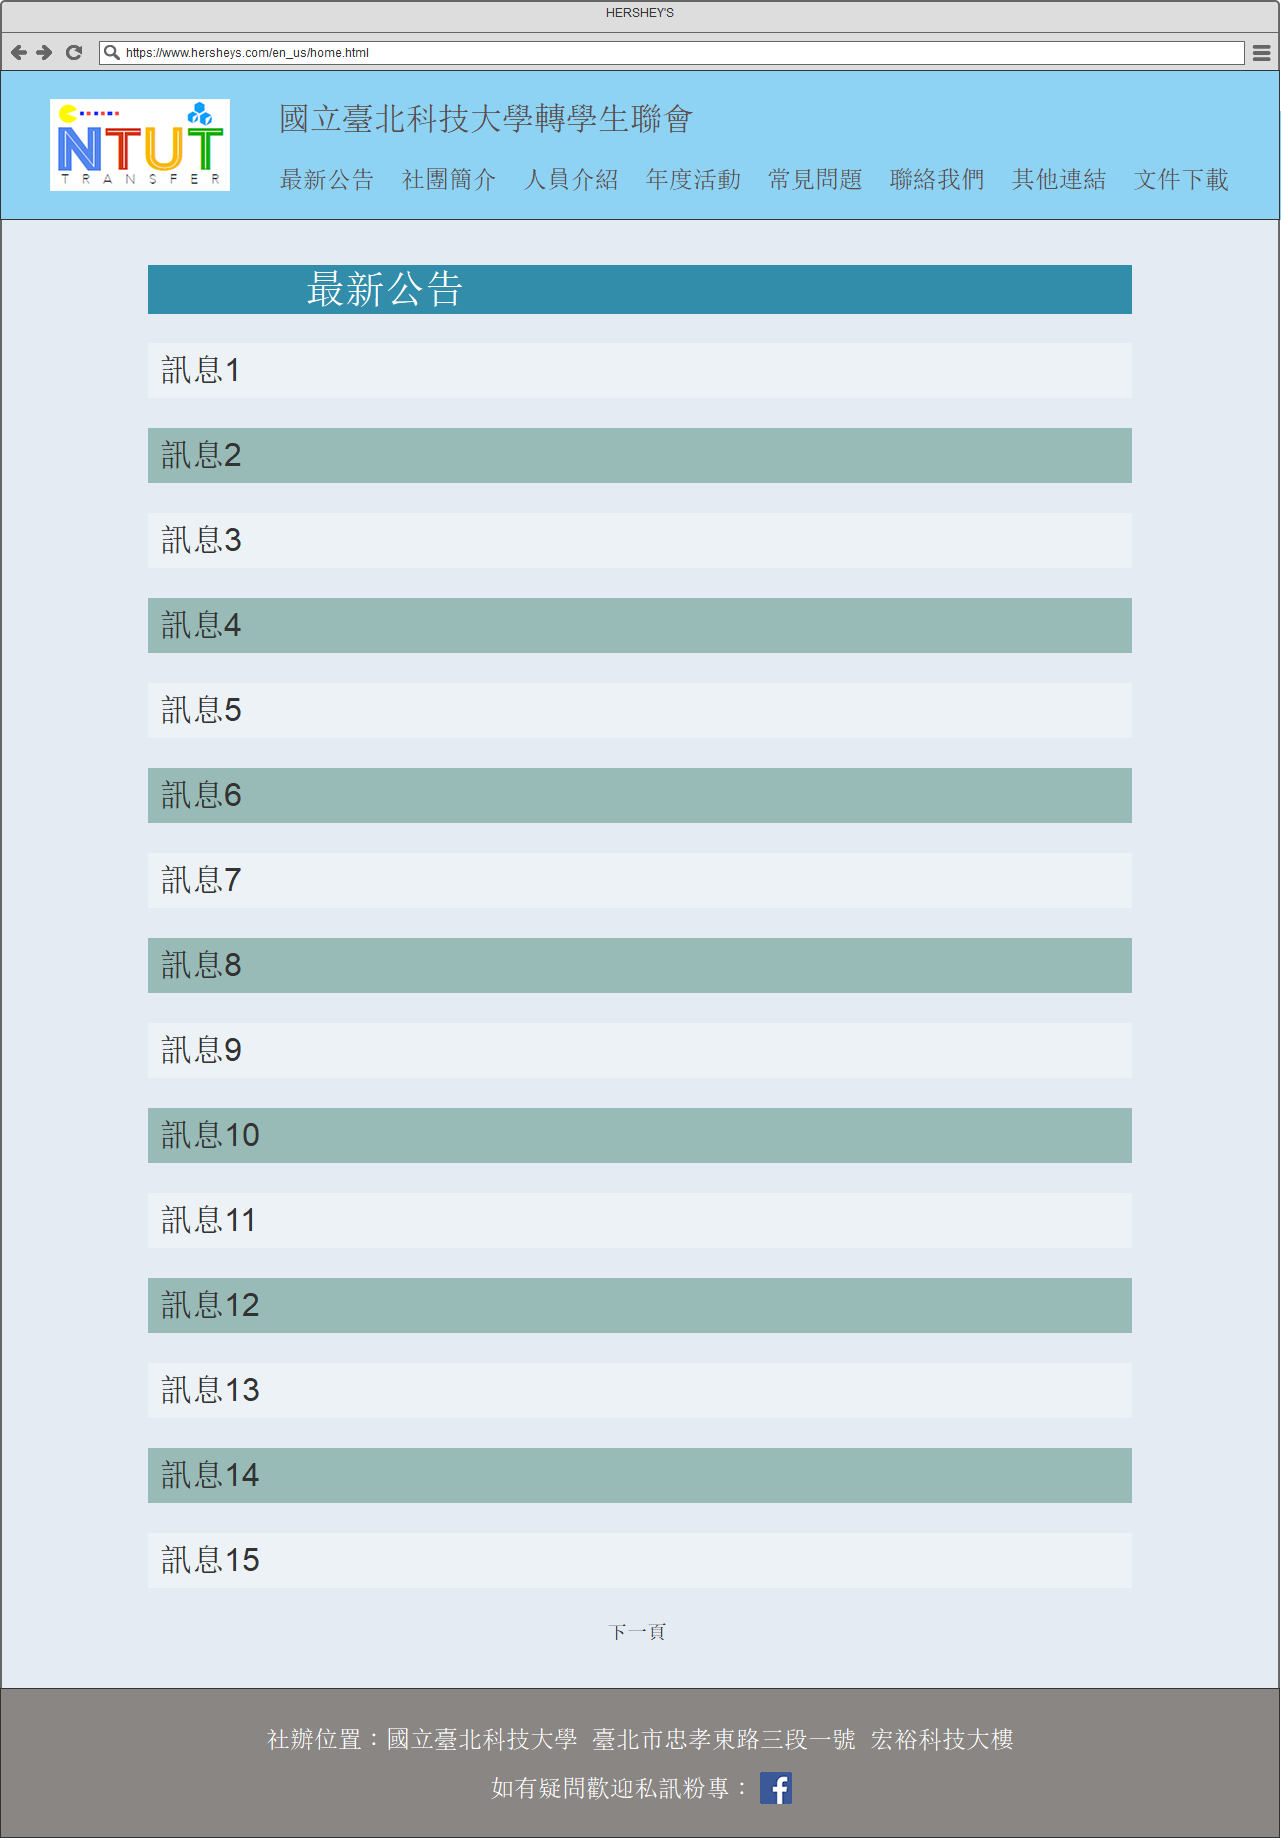 HERSHEY'S
https://www.hersheys.com/en_us/home.html
NTUT
TRANSFER
國立臺北科技大學轉學生聯會
最新公告 社團簡介 人員介紹 年度活動 常見問題 聯絡我們 其他連結 文件下載
最新公告
訊息1
訊息2
訊息3
訊息4
訊息5
訊息6
訊息7
訊息8
訊息9
訊息10
訊息11
訊息12
訊息13
訊息14
訊息15
下一頁
社辦位置：國立臺北科技大學 臺北市忠孝東路三段一號 宏裕科技大樓
如有疑問歡迎私訊粉專：